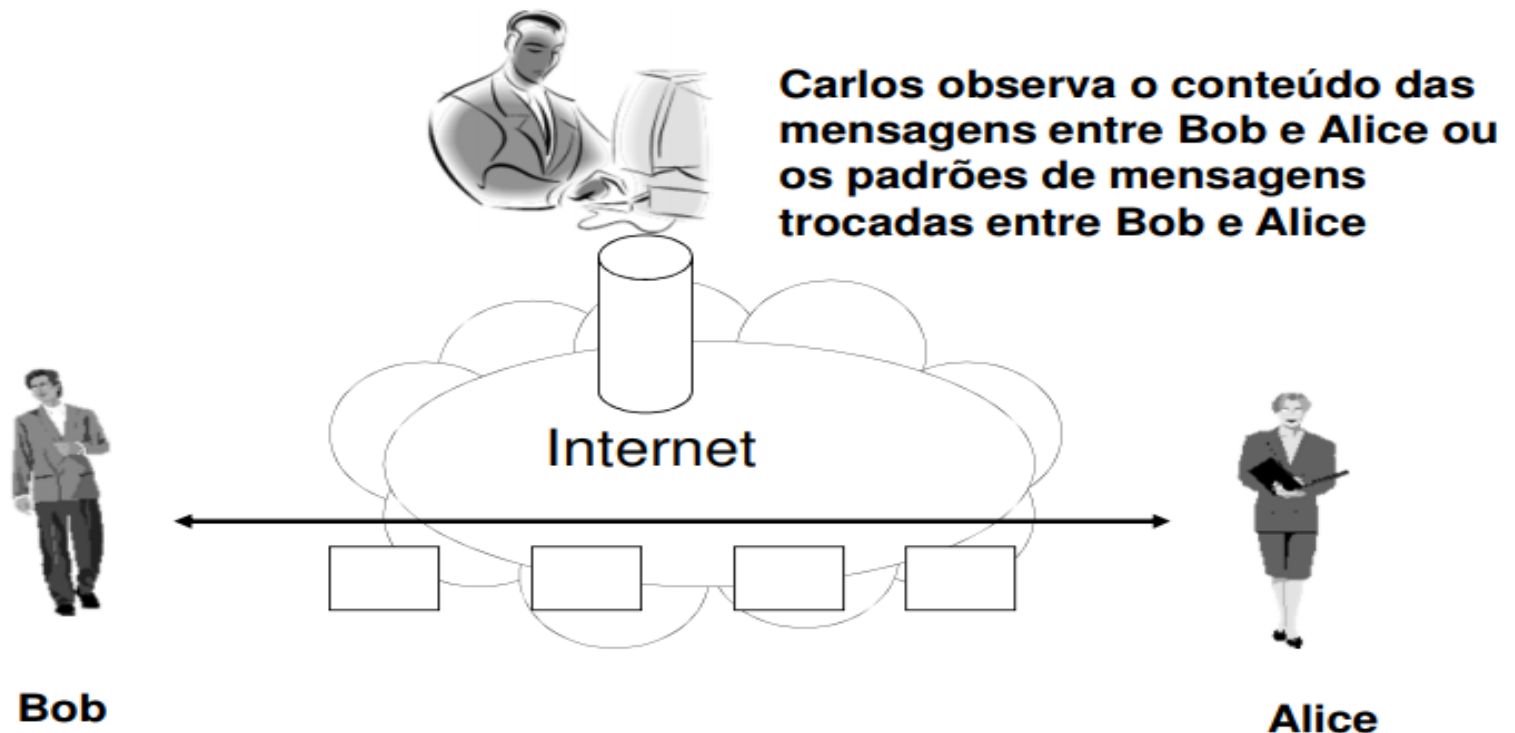 Carlos observa o conteúdo das
mensagens entre Bob e Alice ou
os padrões de mensagens
trocadas entre Bob e Alice
Internet
Bob
Alice